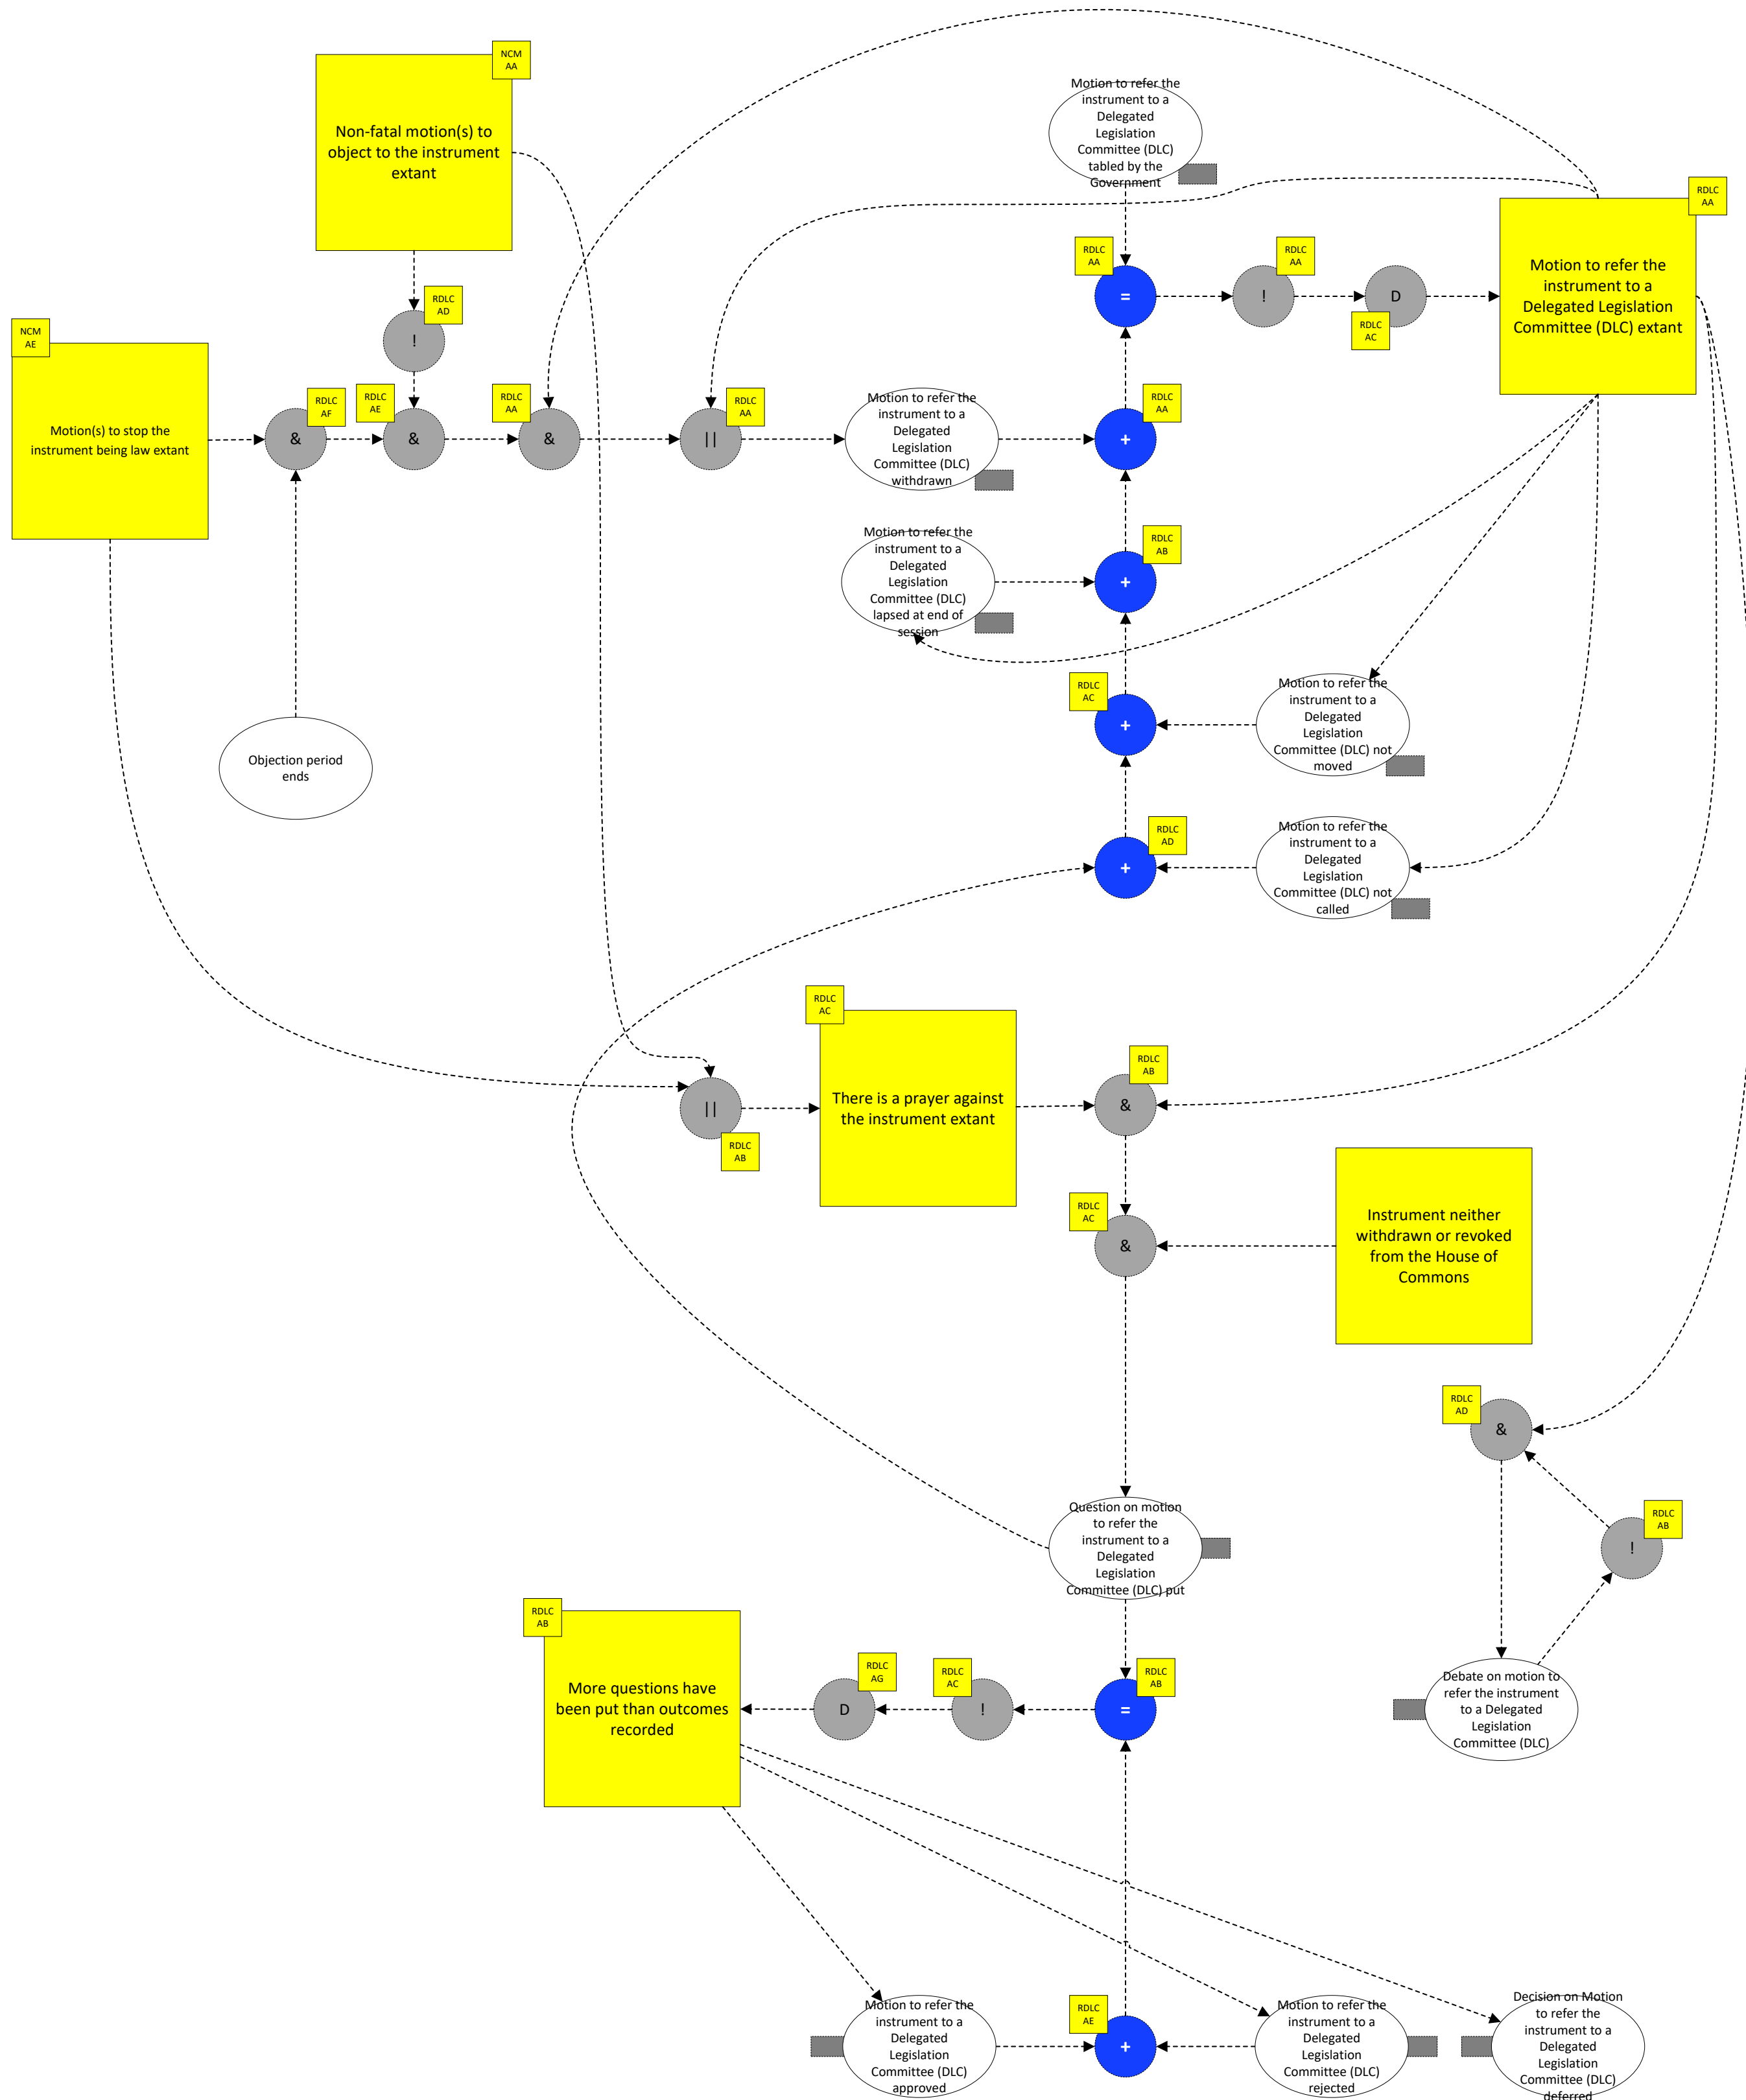 NCM
AA
Non-fatal motion(s) to
object to the instrument
extant
Motion to refer the
instrument to a
Delegated
Legislation
Committee (DLC)
tabled by the
Government
RDLC
AA
Motion to refer the
instrument to a
Delegated Legislation
Committee (DLC) extant
RDLC
AA
=
RDLC
AA
!
D
RDLC
AC
RDLC
AD
!
NCM
AE
Motion(s) to stop the
instrument being law extant
RDLC
AF
&
RDLC
AE
&
RDLC
AA
&
RDLC
AA
||
Motion to refer the
instrument to a
Delegated
Legislation
Committee (DLC)
withdrawn
RDLC
AA
+
Motion to refer the
instrument to a
Delegated
Legislation
Committee (DLC)
lapsed at end of
session
RDLC
AB
+
RDLC
AC
+
Motion to refer the
instrument to a
Delegated
Legislation
Committee (DLC) not
moved
Objection period
ends
RDLC
AD
+
Motion to refer the
instrument to a
Delegated
Legislation
Committee (DLC) not
called
||
RDLC
AB
RDLC
AC
There is a prayer against
the instrument extant
RDLC
AB
&
RDLC
AC
&
Instrument neither
withdrawn or revoked
from the House of
Commons
RDLC
AD
&
RDLC
AB
!
Question on motion
to refer the
instrument to a
Delegated
Legislation
Committee (DLC) put
Debate on motion to
refer the instrument
to a Delegated
Legislation
Committee (DLC)
RDLC
AB
More questions have
been put than outcomes
recorded
RDLC
AG
D
RDLC
AC
!
RDLC
AB
=
Motion to refer the
instrument to a
Delegated
Legislation
Committee (DLC)
approved
RDLC
AE
+
Motion to refer the
instrument to a
Delegated
Legislation
Committee (DLC)
rejected
Decision on Motion
to refer the
instrument to a
Delegated
Legislation
Committee (DLC)
deferred